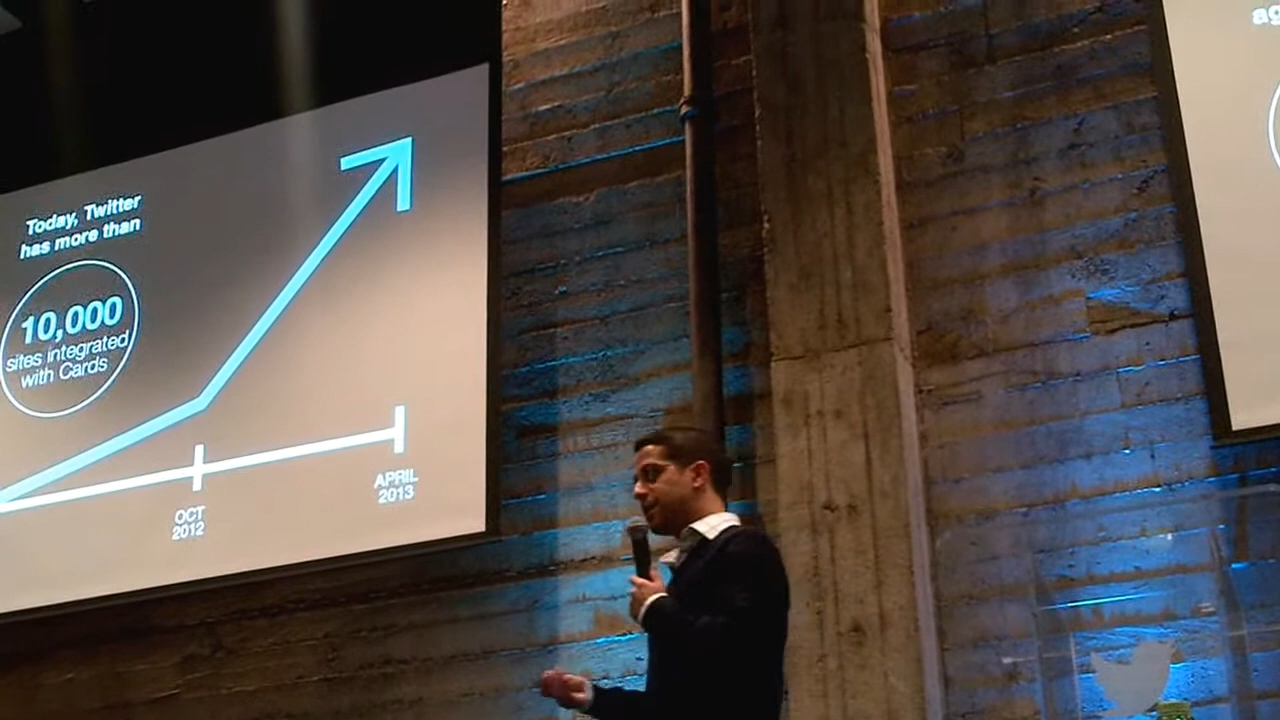 Today, Twitter
has more than
10,000
sites integrated
with Cards
OCT
2012
APRIL
2013